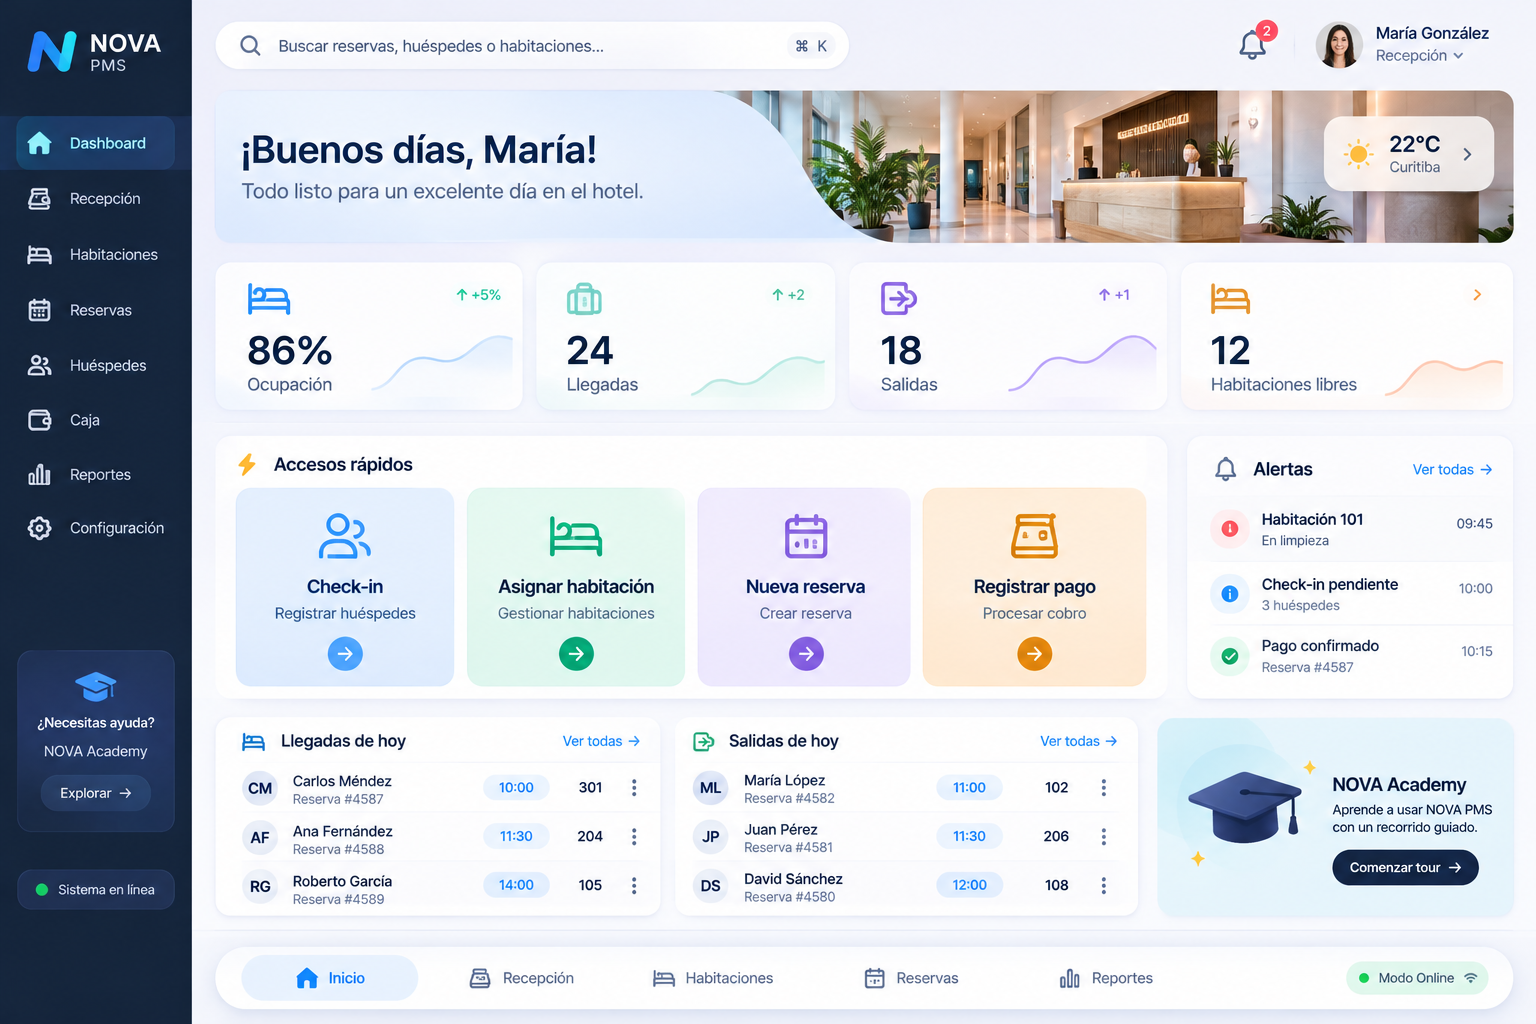 NOVA
PMS
Dashboard
Recepción
Habitaciones
Reservas
Huéspedes
Caja
Reportes
Configuración
¿Necesitas ayuda?
NOVA Academy
Explorar →
Sistema en línea
Buscar reservas, huéspedes o habitaciones...
⌘ K
2
María González
Recepción
¡Buenos días, María!
Todo listo para un excelente día en el hotel.
22°C
Curitiba
↑ +5%
86%
Ocupación
↑ +2
24
Llegadas
↑ +1
18
Salidas
12
Habitaciones libres
Accesos rápidos
Check-in
Registrar huéspedes
Asignar habitación
Gestionar habitaciones
Nueva reserva
Crear reserva
Registrar pago
Procesar cobro
Alertas
Ver todas →
Habitación 101
En limpieza
09:45
Check-in pendiente
3 huéspedes
10:00
Pago confirmado
Reserva #4587
10:15
Llegadas de hoy
Ver todas →
CM
Carlos Méndez
Reserva #4587
10:00
301
AF
Ana Fernández
Reserva #4588
11:30
204
RG
Roberto García
Reserva #4589
14:00
105
Salidas de hoy
Ver todas →
ML
María López
Reserva #4582
11:00
102
JP
Juan Pérez
Reserva #4581
11:30
206
DS
David Sánchez
Reserva #4580
12:00
108
NOVA Academy
Aprende a usar NOVA PMS
con un recorrido guiado.
Comenzar tour →
Inicio
Recepción
Habitaciones
Reservas
Reportes
Modo Online